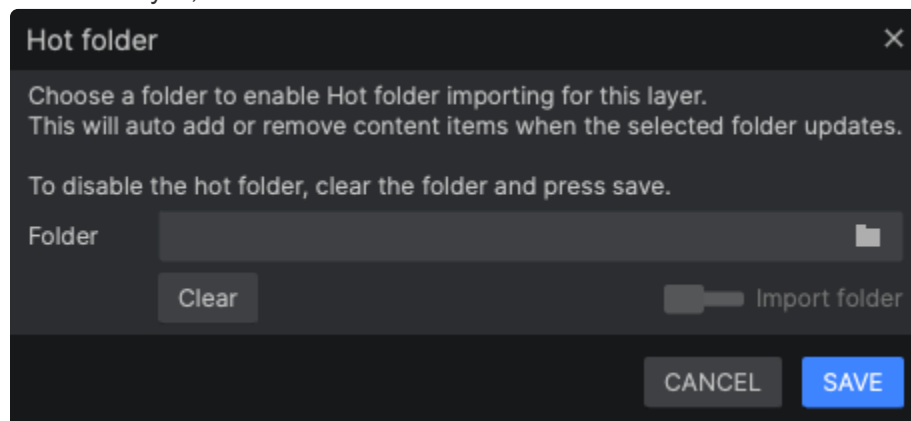 Hot folder
Choose a folder to enable Hot folder importing for this layer.
This will auto add or remove content items when the selected folder updates.
To disable the hot folder, clear the folder and press save.
Folder
Clear
Import folder
CANCEL
SAVE